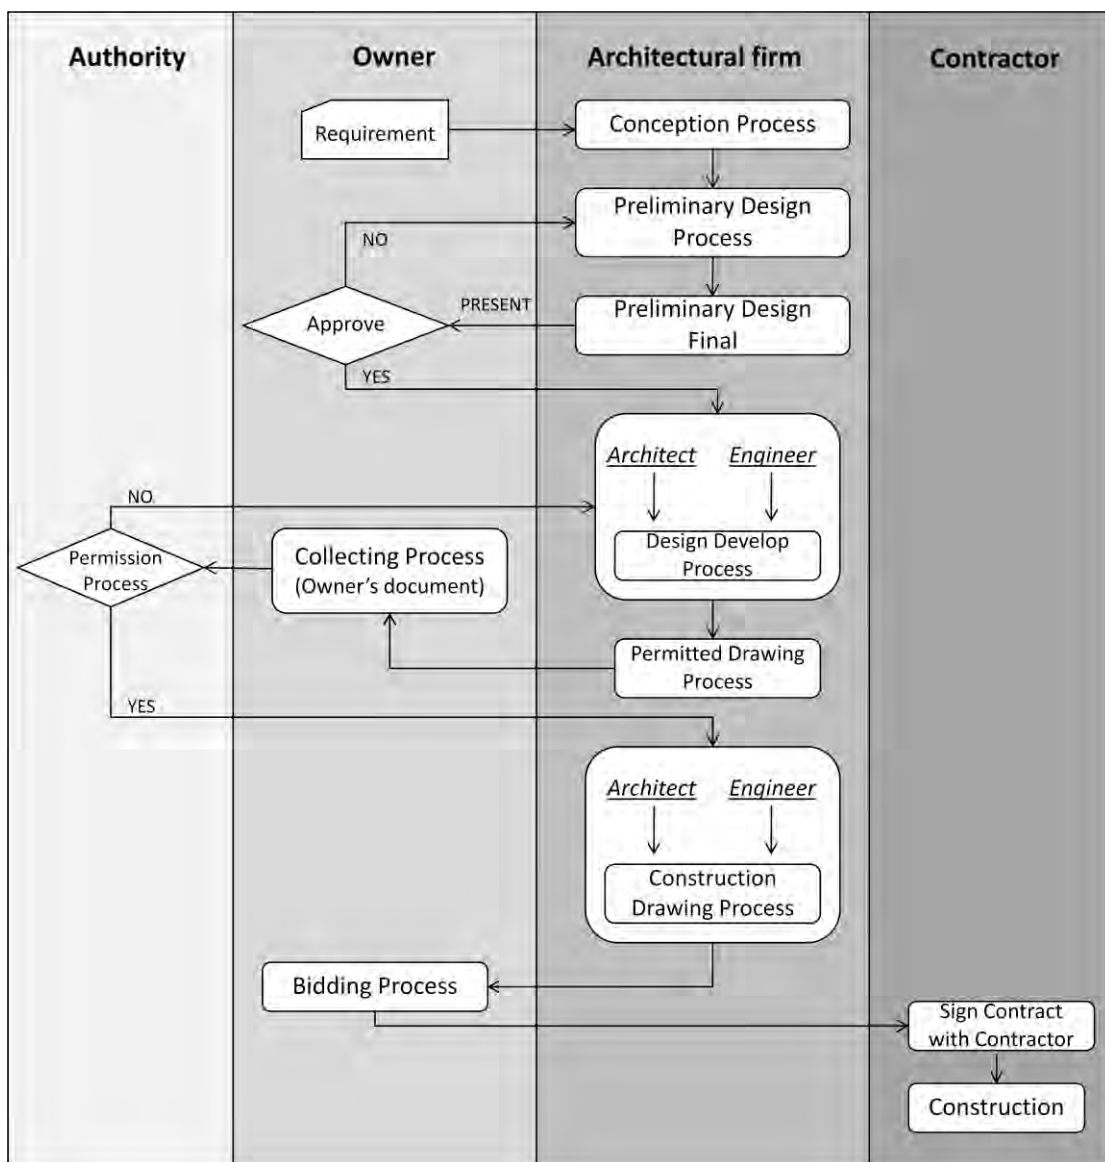 Authority
Owner
Architectural firm
Contractor
Requirement
Conception Process
Preliminary Design
Process
NO
PRESENT
Approve
Preliminary Design
Final
YES
Architect
Engineer
NO
Design Develop
Process
Permission
Process
Collecting Process
(Owner's document)
Permitted Drawing
Process
YES
Architect
Engineer
Construction
Drawing Process
Bidding Process
Sign Contract
with Contractor
Construction